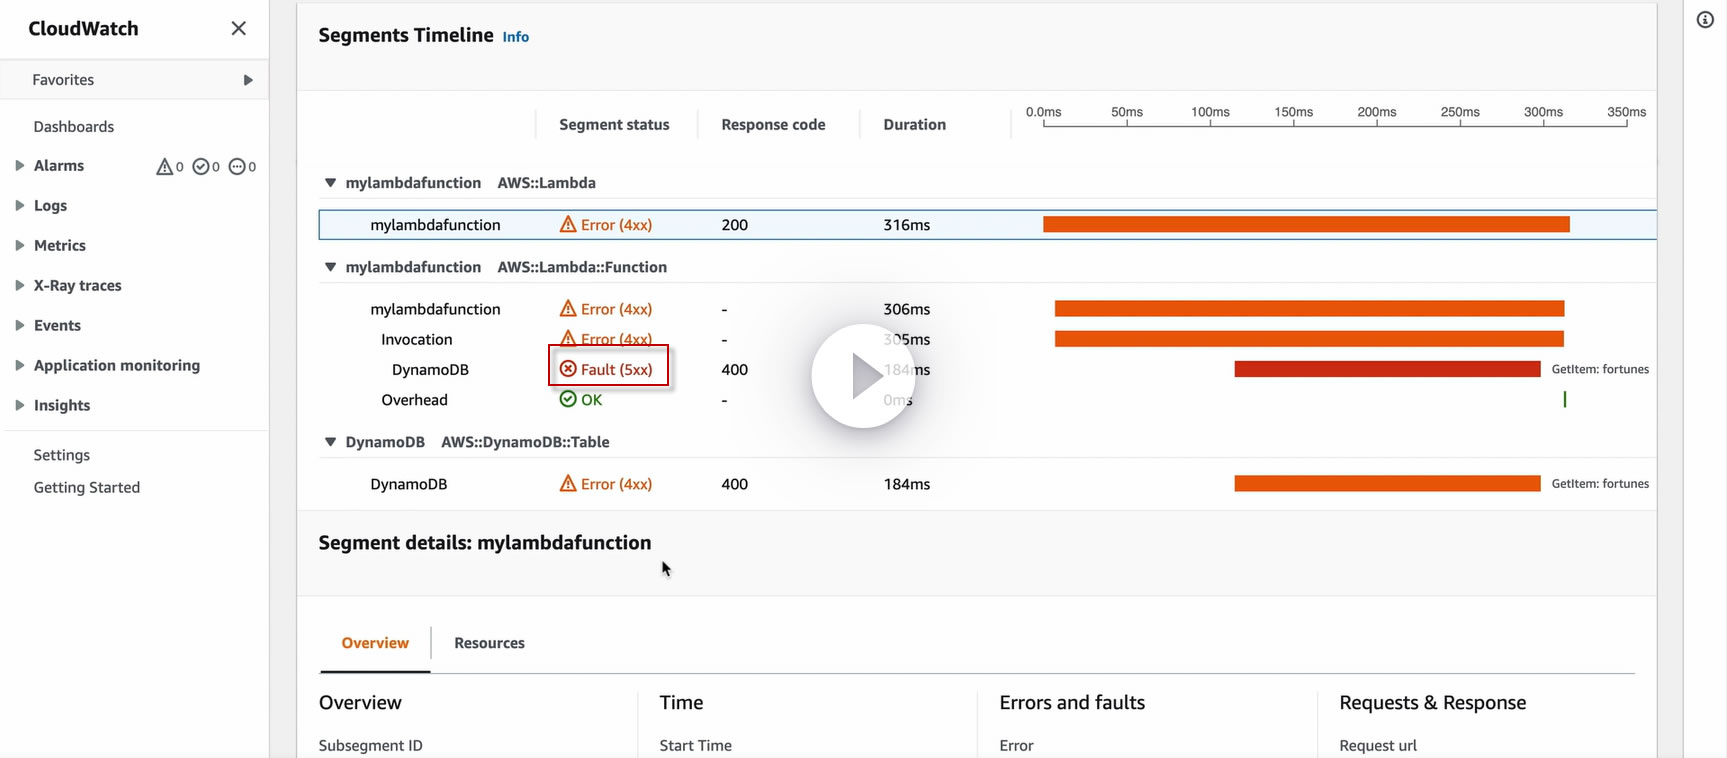 CloudWatch
Favorites
Dashboards
Alarms 0 0 0
Logs
Metrics
X-Ray traces
Events
Application monitoring
Insights
Settings
Getting Started
Segments Timeline Info
Segment status Response code Duration 0.0ms 50ms 100ms 150ms 200ms 250ms 300ms 350ms
mylambdafunction AWS::Lambda
mylambdafunction Error (4xx) 200 316ms
mylambdafunction AWS::Lambda::Function
mylambdafunction Error (4xx) - 306ms
Invocation Error (4xx) - 305ms
DynamoDB Fault (5xx) 400 184ms GetItem: fortunes
Overhead OK - 0ms
DynamoDB AWS::DynamoDB::Table
DynamoDB Error (4xx) 400 184ms GetItem: fortunes
Segment details: mylambdafunction
Overview Resources
Overview Time Errors and faults Requests & Response
Subsegment ID Start Time Error Request url